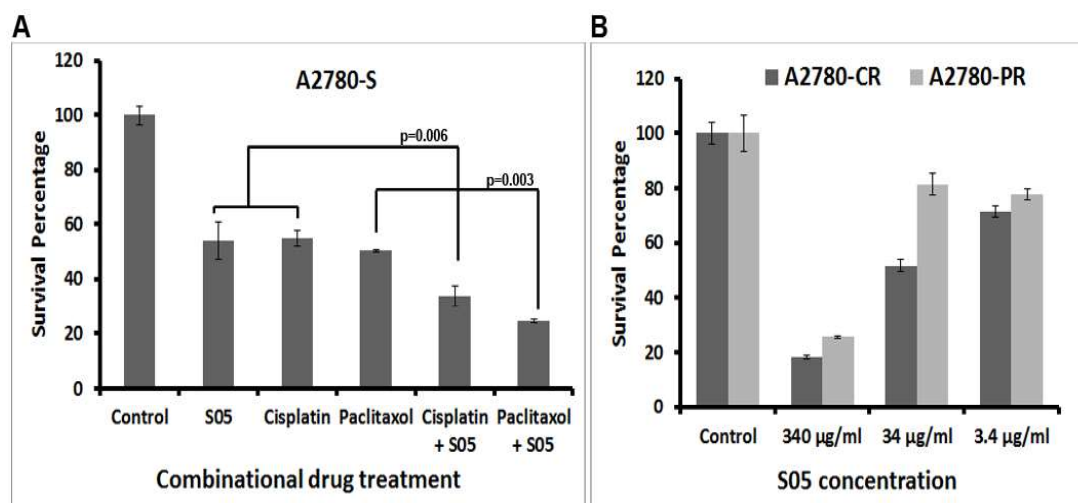 A
A2780-S
120
100
80
60
40
20
0
Survival Percentage
p=0.006
p=0.003
Control
S05
Cisplatin
Paclitaxol
Cisplatin
+ S05
Paclitaxol
+ S05
Combinational drug treatment
B
A2780-CR
A2780-PR
120
100
80
60
40
20
0
Survival Percentage
Control
340 µg/ml
34 µg/ml
3.4 µg/ml
S05 concentration